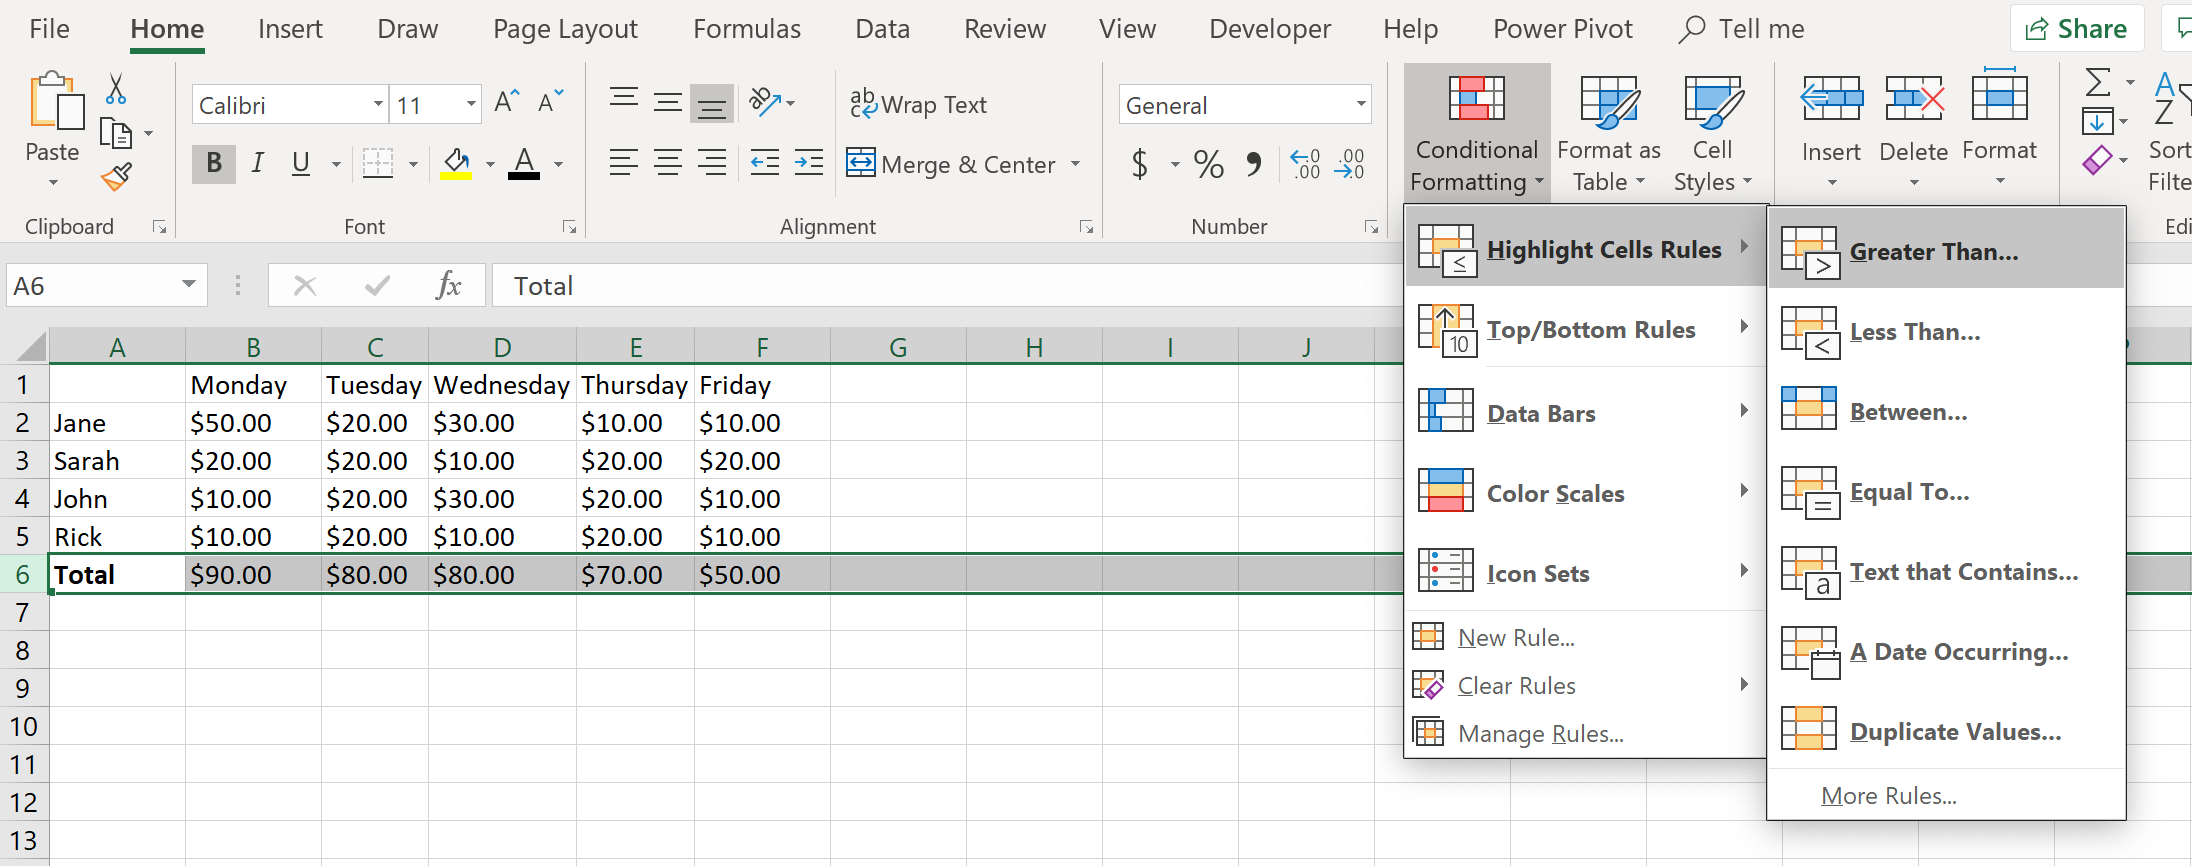 File Home Insert Draw Page Layout Formulas Data Review View Developer Help Power Pivot Tell me Share
Calibri 11 A A ab ab Wrap Text General
Paste B I U A Merge & Center $ % , .00 .00
Conditional Formatting Format as Table Cell Styles Insert Delete Format Sort Filte
Clipboard Font Alignment Number Edi
A6 fx Total
A B C D E F G H I J
1 Monday Tuesday Wednesday Thursday Friday
2 Jane $50.00 $20.00 $30.00 $10.00 $10.00
3 Sarah $20.00 $20.00 $10.00 $20.00 $20.00
4 John $10.00 $20.00 $30.00 $20.00 $10.00
5 Rick $10.00 $20.00 $10.00 $20.00 $10.00
6 Total $90.00 $80.00 $80.00 $70.00 $50.00
7
8
9
10
11
12
13
Highlight Cells Rules
Top/Bottom Rules
Data Bars
Color Scales
Icon Sets
New Rule...
Clear Rules
Manage Rules...
Greater Than...
Less Than...
Between...
Equal To...
Text that Contains...
A Date Occurring...
Duplicate Values...
More Rules...